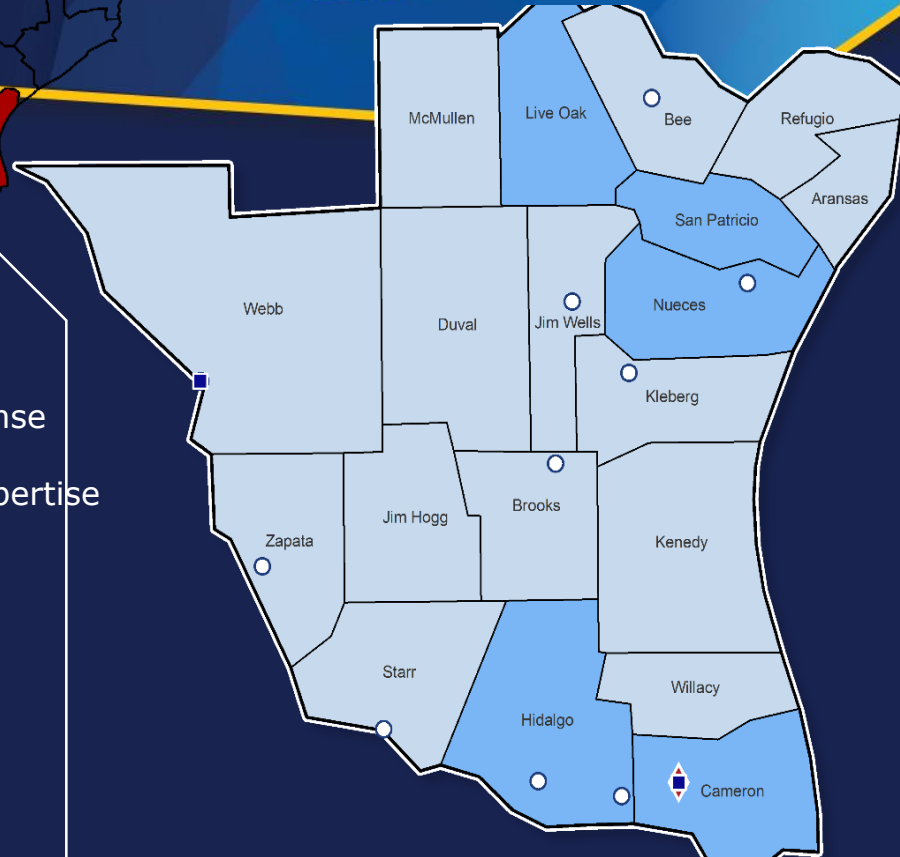 McMullen
Live Oak
Bee
Refugio
Aransas
San Patricio
Webb
Duval
Jim Wells
Nueces
Kleberg
nse
pertise
Zapata
Jim Hogg
Brooks
Kenedy
Starr
Willacy
Hidalgo
Cameron